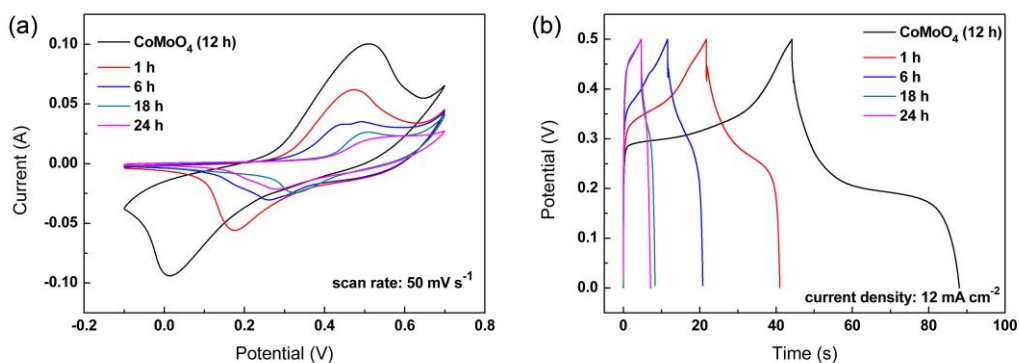 (a)
CoMoO4 (12 h)
1 h
6 h
18 h
24 h
0.10
0.05
0.00
-0.05
-0.10
Current (A)
scan rate: 50 mV s-1
-0.2 0.0 0.2 0.4 0.6 0.8
Potential (V)
(b)
CoMoO4 (12 h)
1 h
6 h
18 h
24 h
0.5
0.4
0.3
0.2
0.1
0.0
Potential (V)
current density: 12 mA cm-2
0 20 40 60 80 100
Time (s)